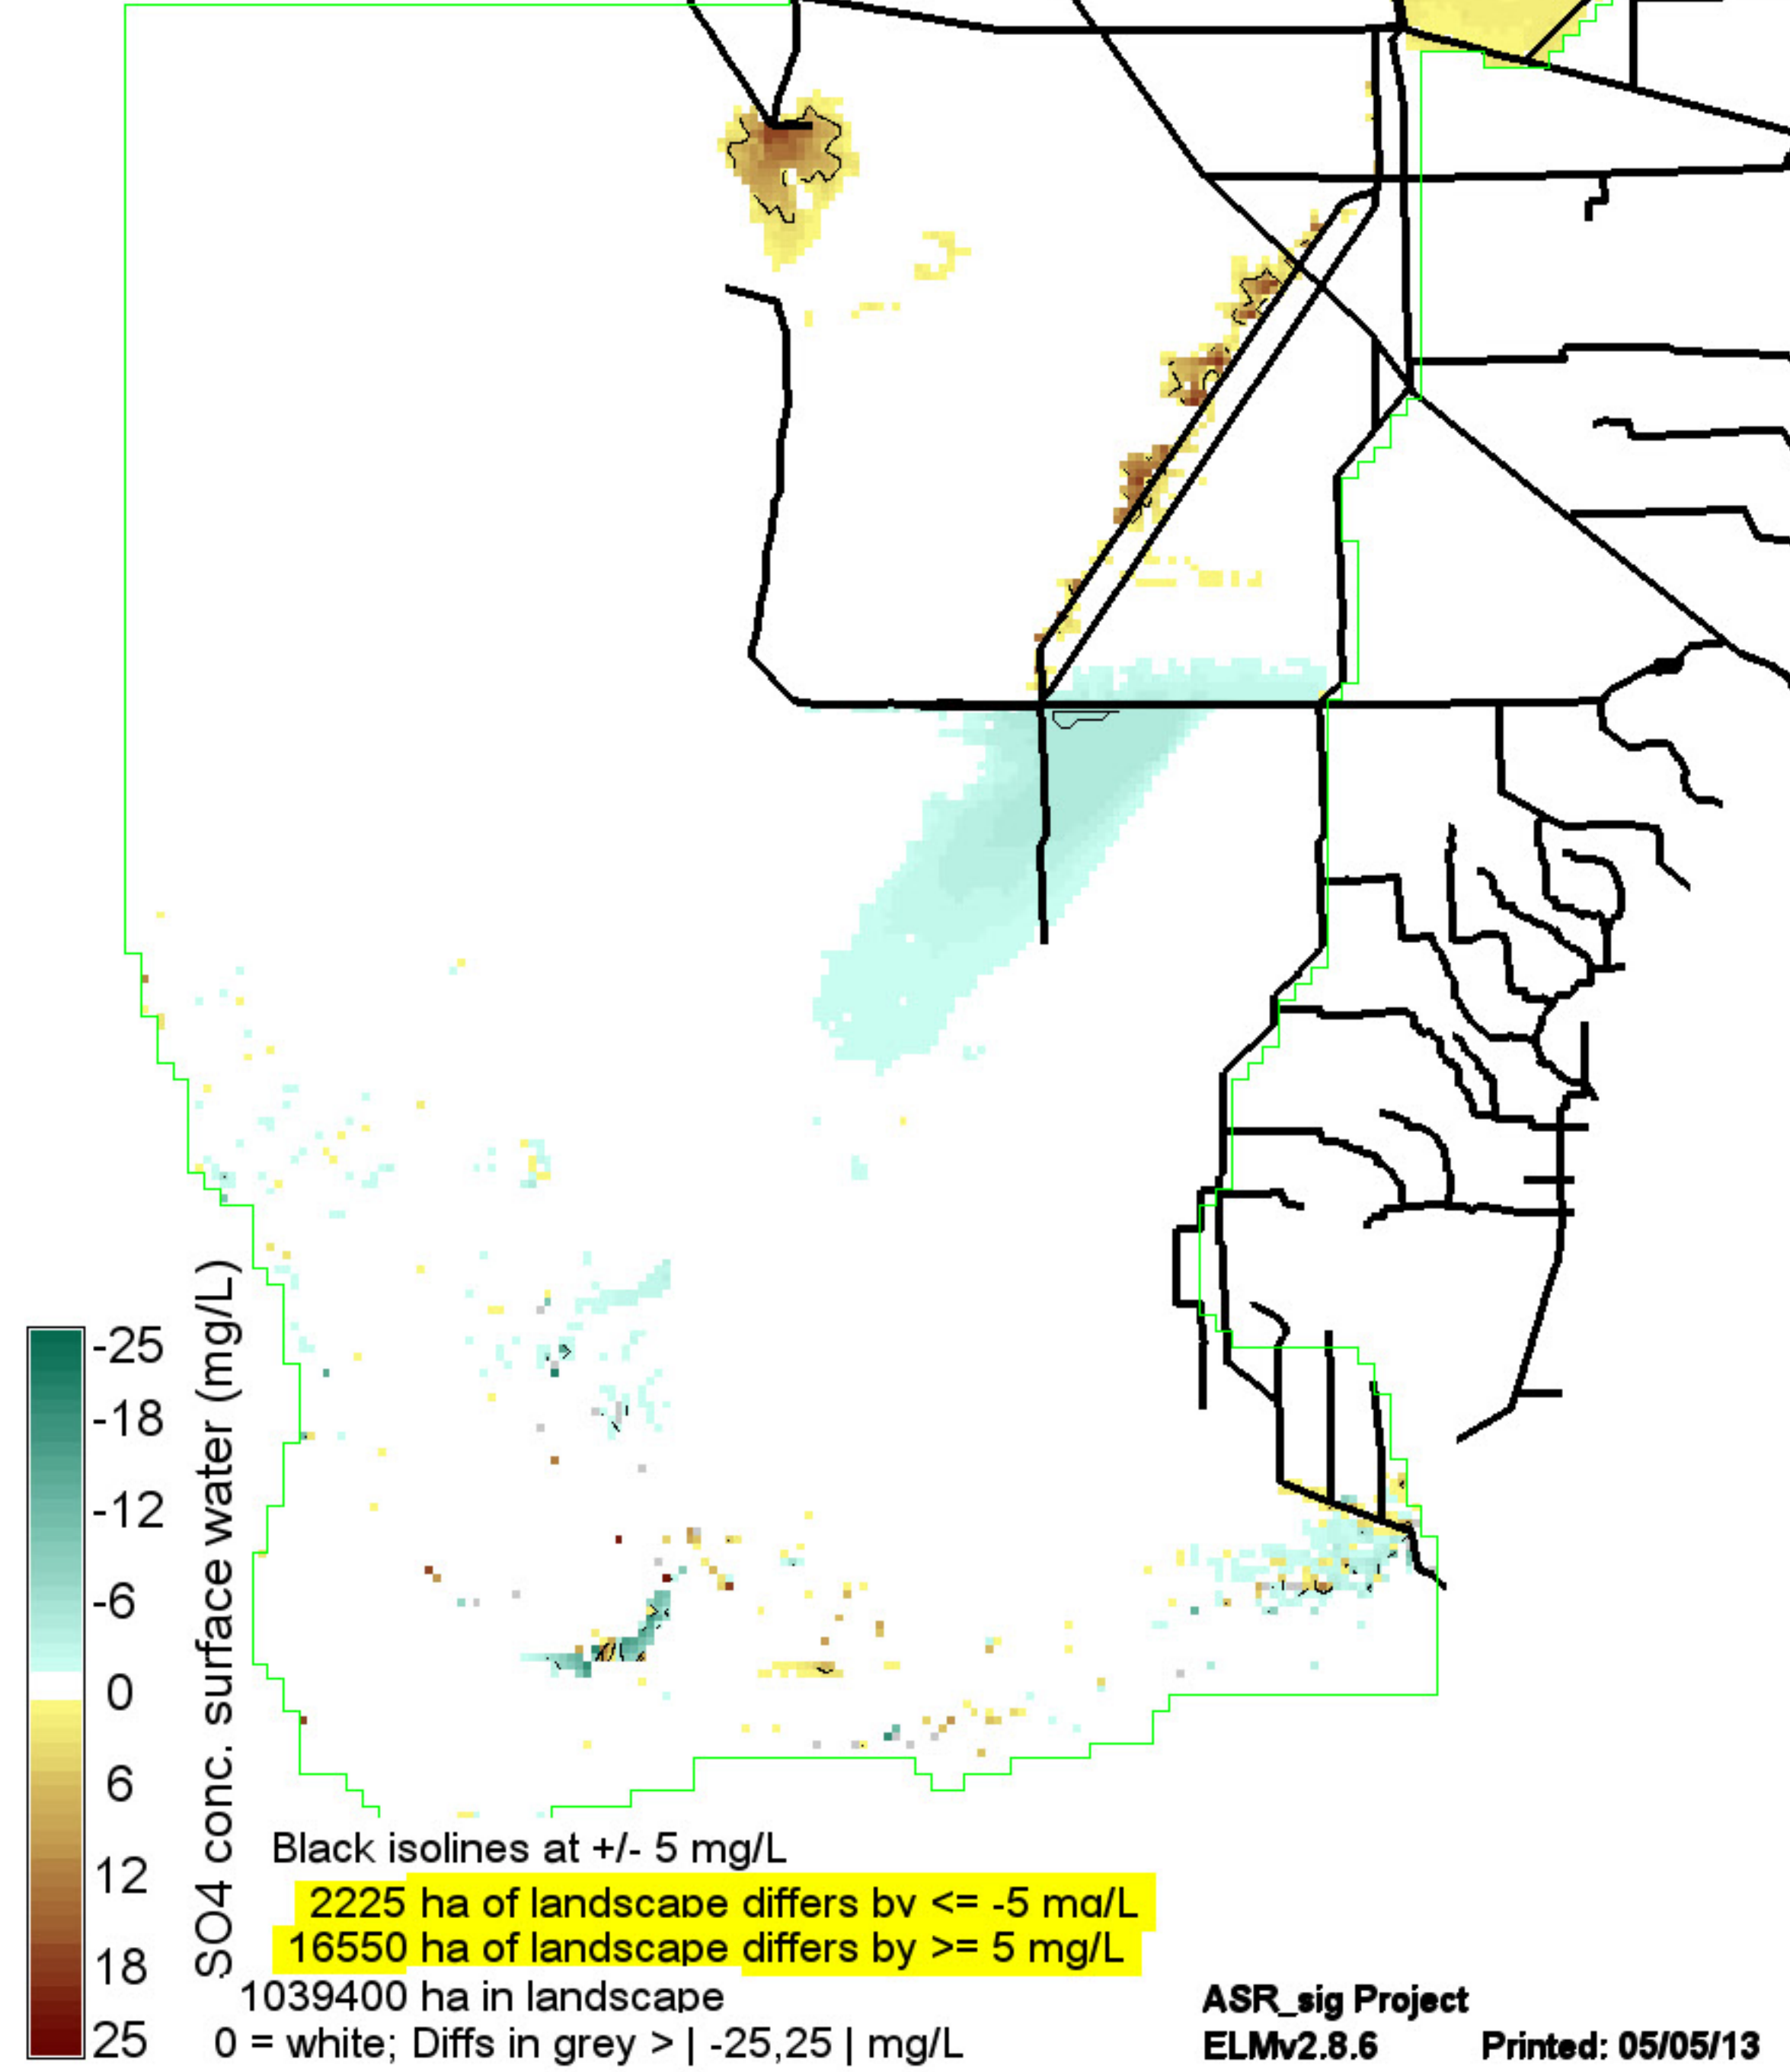 -25
-18
-12
-6
0
6
12
18
25
SO4 conc. surface water (mg/L)
Black isolines at +/- 5 mg/L
2225 ha of landscape differs by <= -5 mg/L
16550 ha of landscape differs by >= 5 mg/L
1039400 ha in landscape
0 = white; Diffs in grey > | -25,25 | mg/L
ASR_sig Project
ELMv2.8.6 Printed: 05/05/13